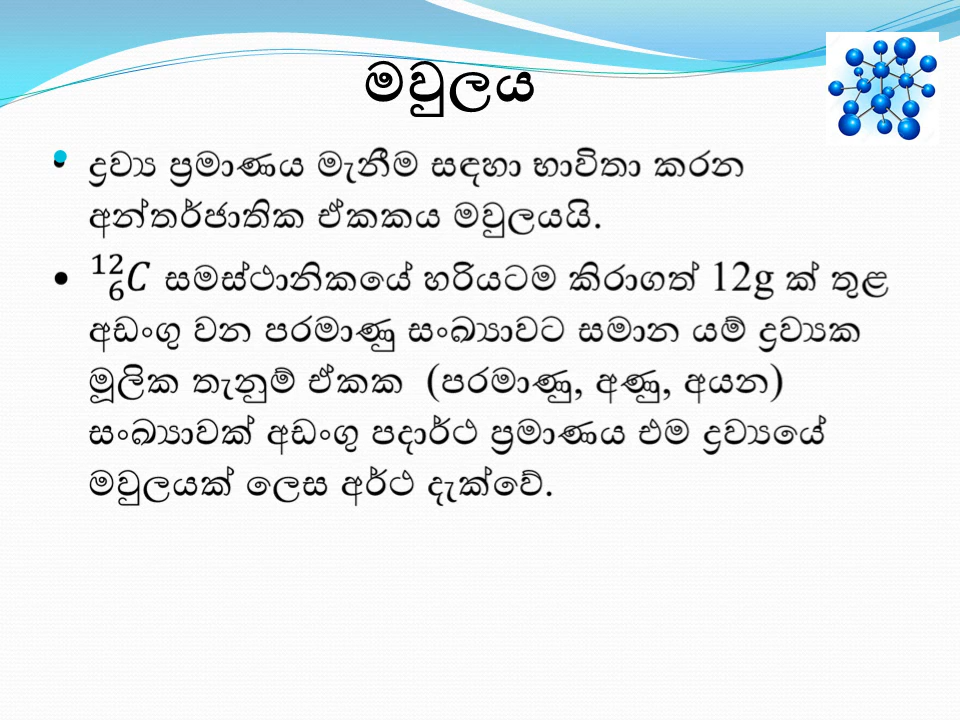 මවුලය
• ද්‍රව්‍ය ප්‍රමාණය මැනීම සඳහා භාවිතා කරන
අන්තර්ජාතික ඒකකය මවුලයයි.
• ¹²₆C සමස්ථානිකයේ හරියටම කිරාගත් 12g ක් තුළ
අඩංගු වන පරමාණු සංඛ්‍යාවට සමාන යම් ද්‍රව්‍යක
මූලික තැනුම් ඒකක (පරමාණු, අණු, අයන)
සංඛ්‍යාවක් අඩංගු පදාර්ථ ප්‍රමාණය එම ද්‍රව්‍යයේ
මවුලයක් ලෙස අර්ථ දැක්වේ.